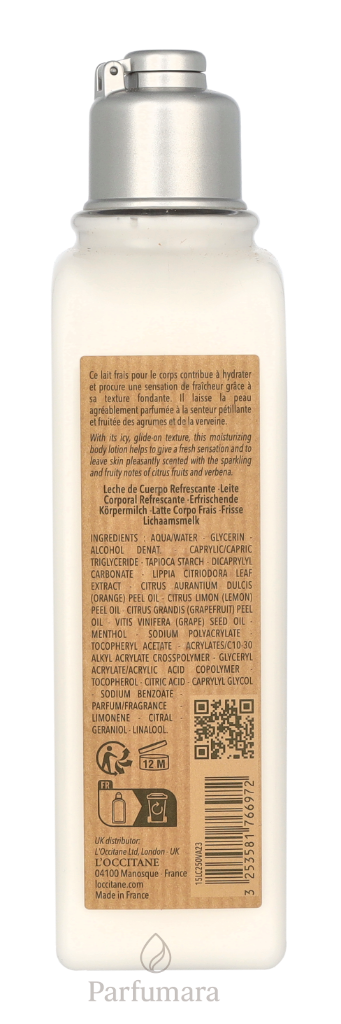 Ce lait frais pour le corps contribue à hydrater
et procure une sensation de fraîcheur grâce à
sa texture fondante. Il laisse la peau
agréablement parfumée à la senteur pétillante
et fruitée des agrumes et de la verveine.
With its icy, glide-on texture, this moisturizing
body lotion helps to give a fresh sensation and to
leave skin pleasantly scented with the sparkling
and fruity notes of citrus fruits and verbena.
Leche de Cuerpo Refrescante · Leite
Corporal Refrescante · Erfrischende
Körpermilch · Latte Corpo Frais · Frisse
Lichaamsmelk
INGREDIENTS : AQUA/WATER · GLYCERIN ·
ALCOHOL DENAT. · CAPRYLIC/CAPRIC
TRIGLYCERIDE · TAPIOCA STARCH · DICAPRYLYL
CARBONATE · LIPPIA CITRIODORA LEAF
EXTRACT · CITRUS AURANTIUM DULCIS
(ORANGE) PEEL OIL · CITRUS LIMON (LEMON)
PEEL OIL · CITRUS GRANDIS (GRAPEFRUIT) PEEL
OIL · VITIS VINIFERA (GRAPE) SEED OIL ·
MENTHOL · SODIUM POLYACRYLATE ·
TOCOPHERYL ACETATE · ACRYLATES/C10-30
ALKYL ACRYLATE CROSSPOLYMER · GLYCERYL
ACRYLATE/ACRYLIC ACID COPOLYMER ·
TOCOPHEROL · CITRIC ACID · CAPRYLYL GLYCOL
· SODIUM BENZOATE ·
PARFUM/FRAGRANCE ·
LIMONENE · CITRAL ·
GERANIOL · LINALOOL.
12 M
FR
UK distributor:
L'Occitane Ltd, London · UK
L'OCCITANE
04100 Manosque · France
loccitane.com
Made in France
15LC250VA23
3 253581 766972
Parfumara